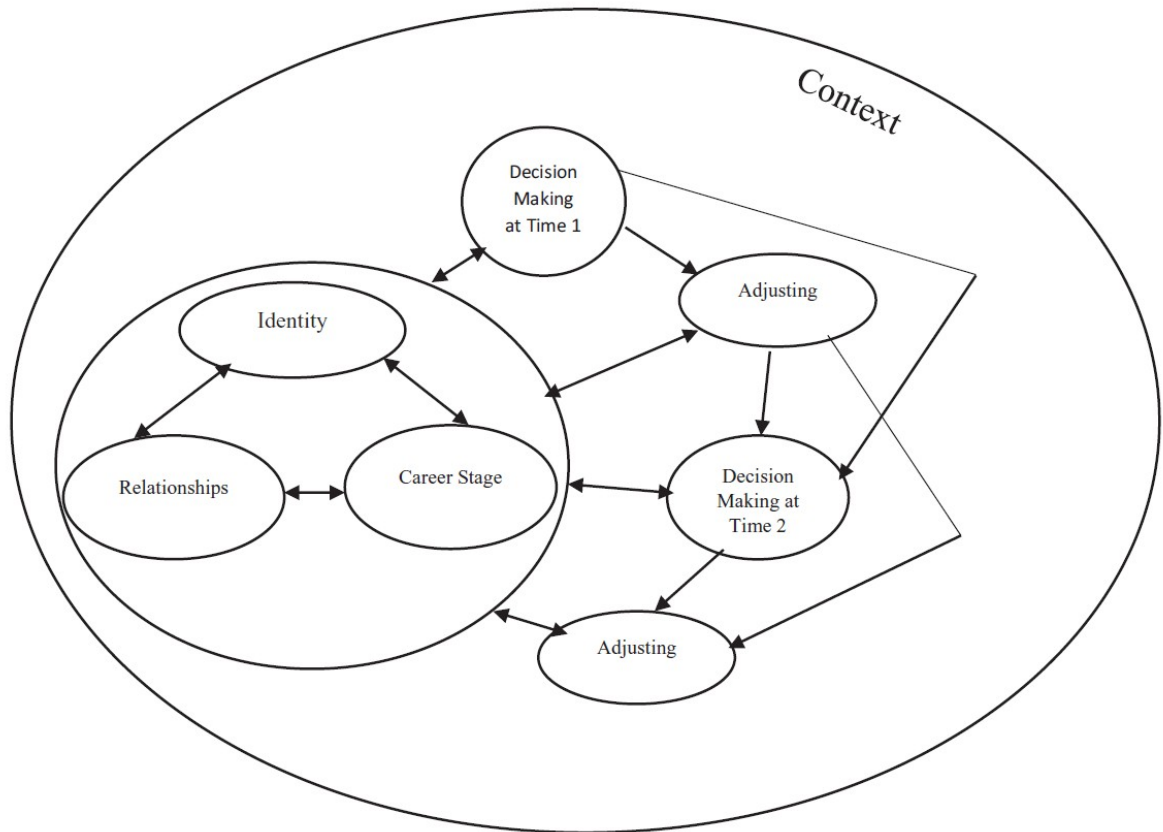 Context
Decision
Making
at Time 1
Adjusting
Identity
Relationships
Career Stage
Decision
Making at
Time 2
Adjusting